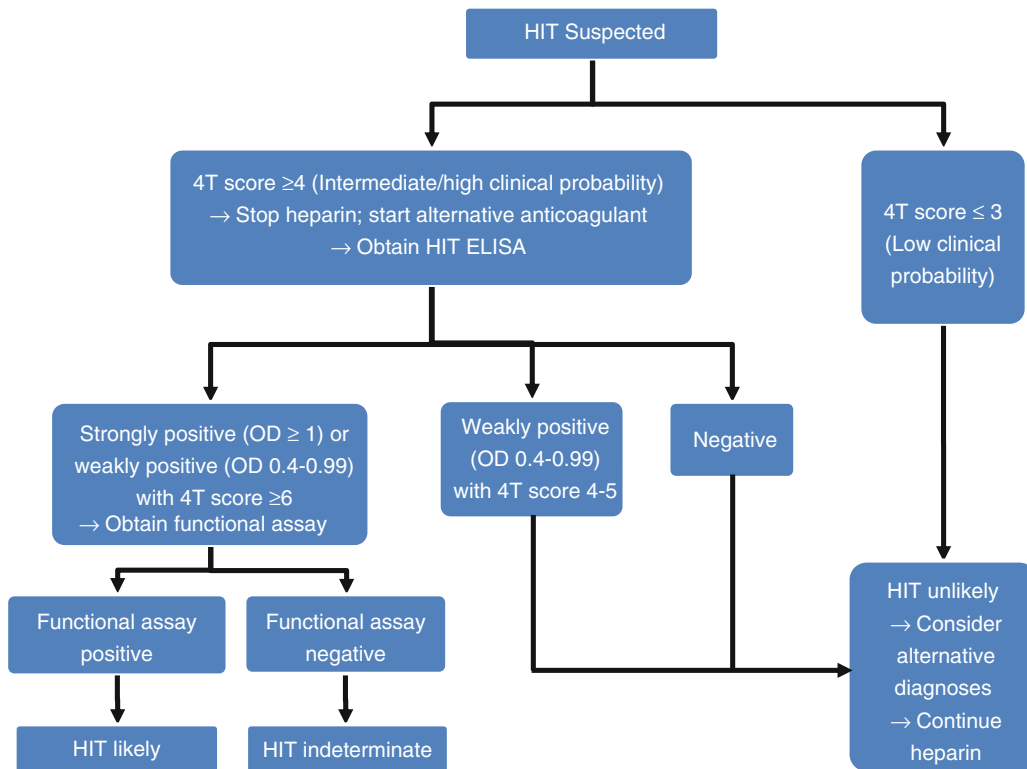 HIT Suspected
4T score ≥4 (Intermediate/high clinical probability)
→ Stop heparin; start alternative anticoagulant
→ Obtain HIT ELISA
4T score ≤ 3
(Low clinical
probability)
Strongly positive (OD ≥ 1) or
weakly positive (OD 0.4-0.99)
with 4T score ≥6
→ Obtain functional assay
Weakly positive
(OD 0.4-0.99)
with 4T score 4-5
Negative
Functional assay
positive
Functional assay
negative
HIT unlikely
→ Consider
alternative
diagnoses
→ Continue
heparin
HIT likely
HIT indeterminate